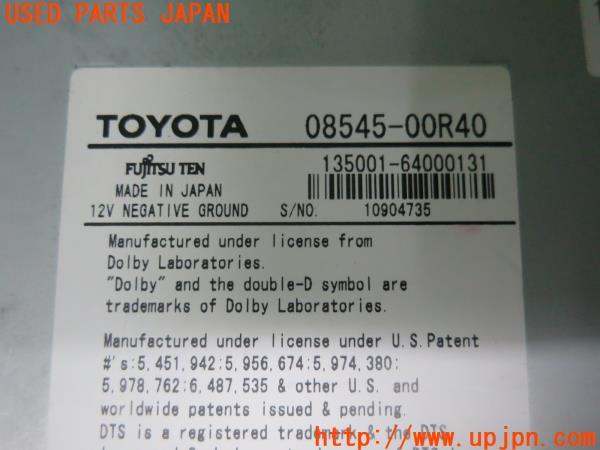 USED PARTS JAPAN
TOYOTA 08545-00R40
FUJITSU TEN 135001-64000131
MADE IN JAPAN
12V NEGATIVE GROUND S/NO. 10904735
Manufactured under license from
Dolby Laboratories.
"Dolby" and the double-D symbol are
trademarks of Dolby Laboratories.
Manufactured under license under U.S.Patent
#'s:5,451,942;5,956,674;5,974,380;
5,978,762;6,487,535 & other U.S. and
worldwide patents issued & pending.
DTS is a registered trademark & the DTS
http://www.upjpn.com